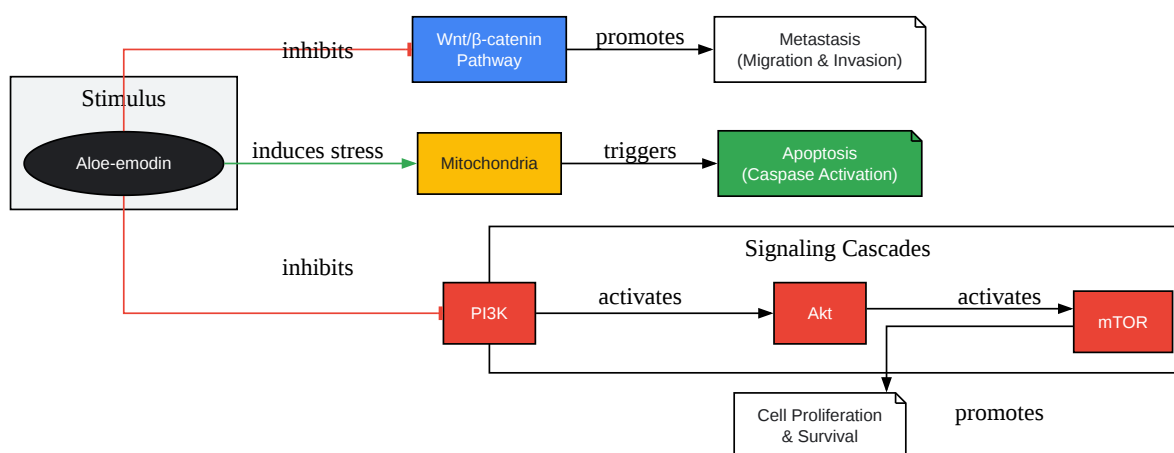 inhibits
Wnt/β-catenin
Pathway
promotes
Metastasis
(Migration & Invasion)
Stimulus
Aloe-emodin
induces stress
Mitochondria
triggers
Apoptosis
(Caspase Activation)
Signaling Cascades
inhibits
PI3K
activates
Akt
activates
mTOR
Cell Proliferation
& Survival
promotes